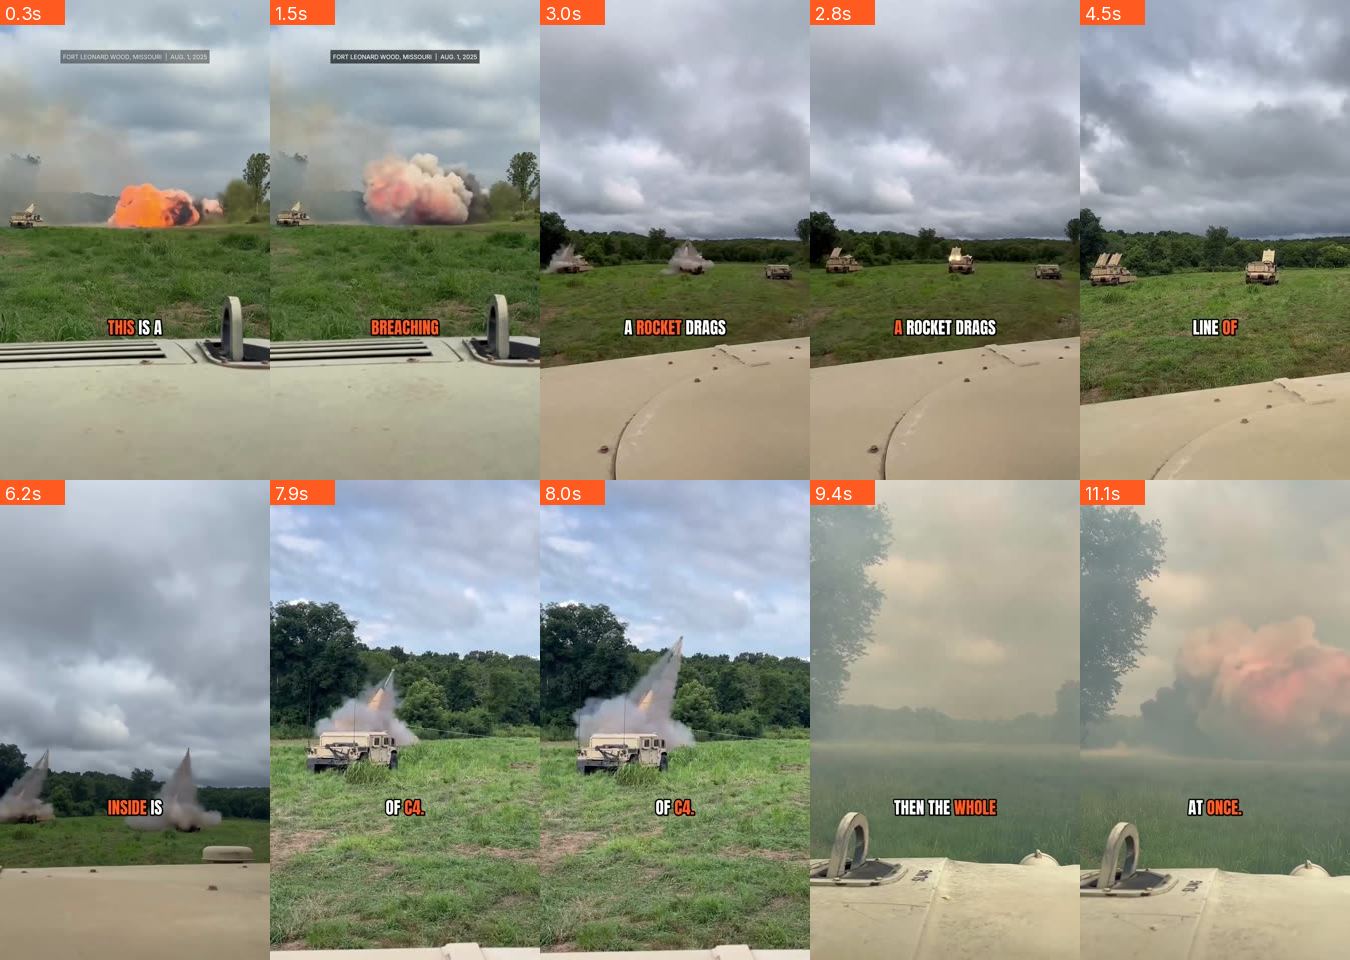 0.3s
FORT LEONARD WOOD, MISSOURI | AUG. 1, 2025
THIS IS A
1.5s
FORT LEONARD WOOD, MISSOURI | AUG. 1, 2025
BREACHING
3.0s
A ROCKET DRAGS
2.8s
A ROCKET DRAGS
4.5s
LINE OF
6.2s
INSIDE IS
7.9s
OF C4.
8.0s
OF C4.
9.4s
THEN THE WHOLE
11.1s
AT ONCE.